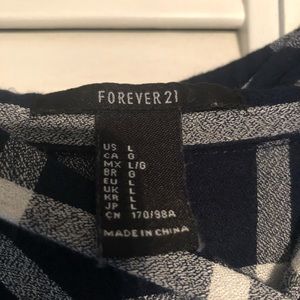 FOREVER 21
US L
CA G
MX L/G
BR G
EU L
UK L
KR L
JP L
CN 170/98A
MADE IN CHINA